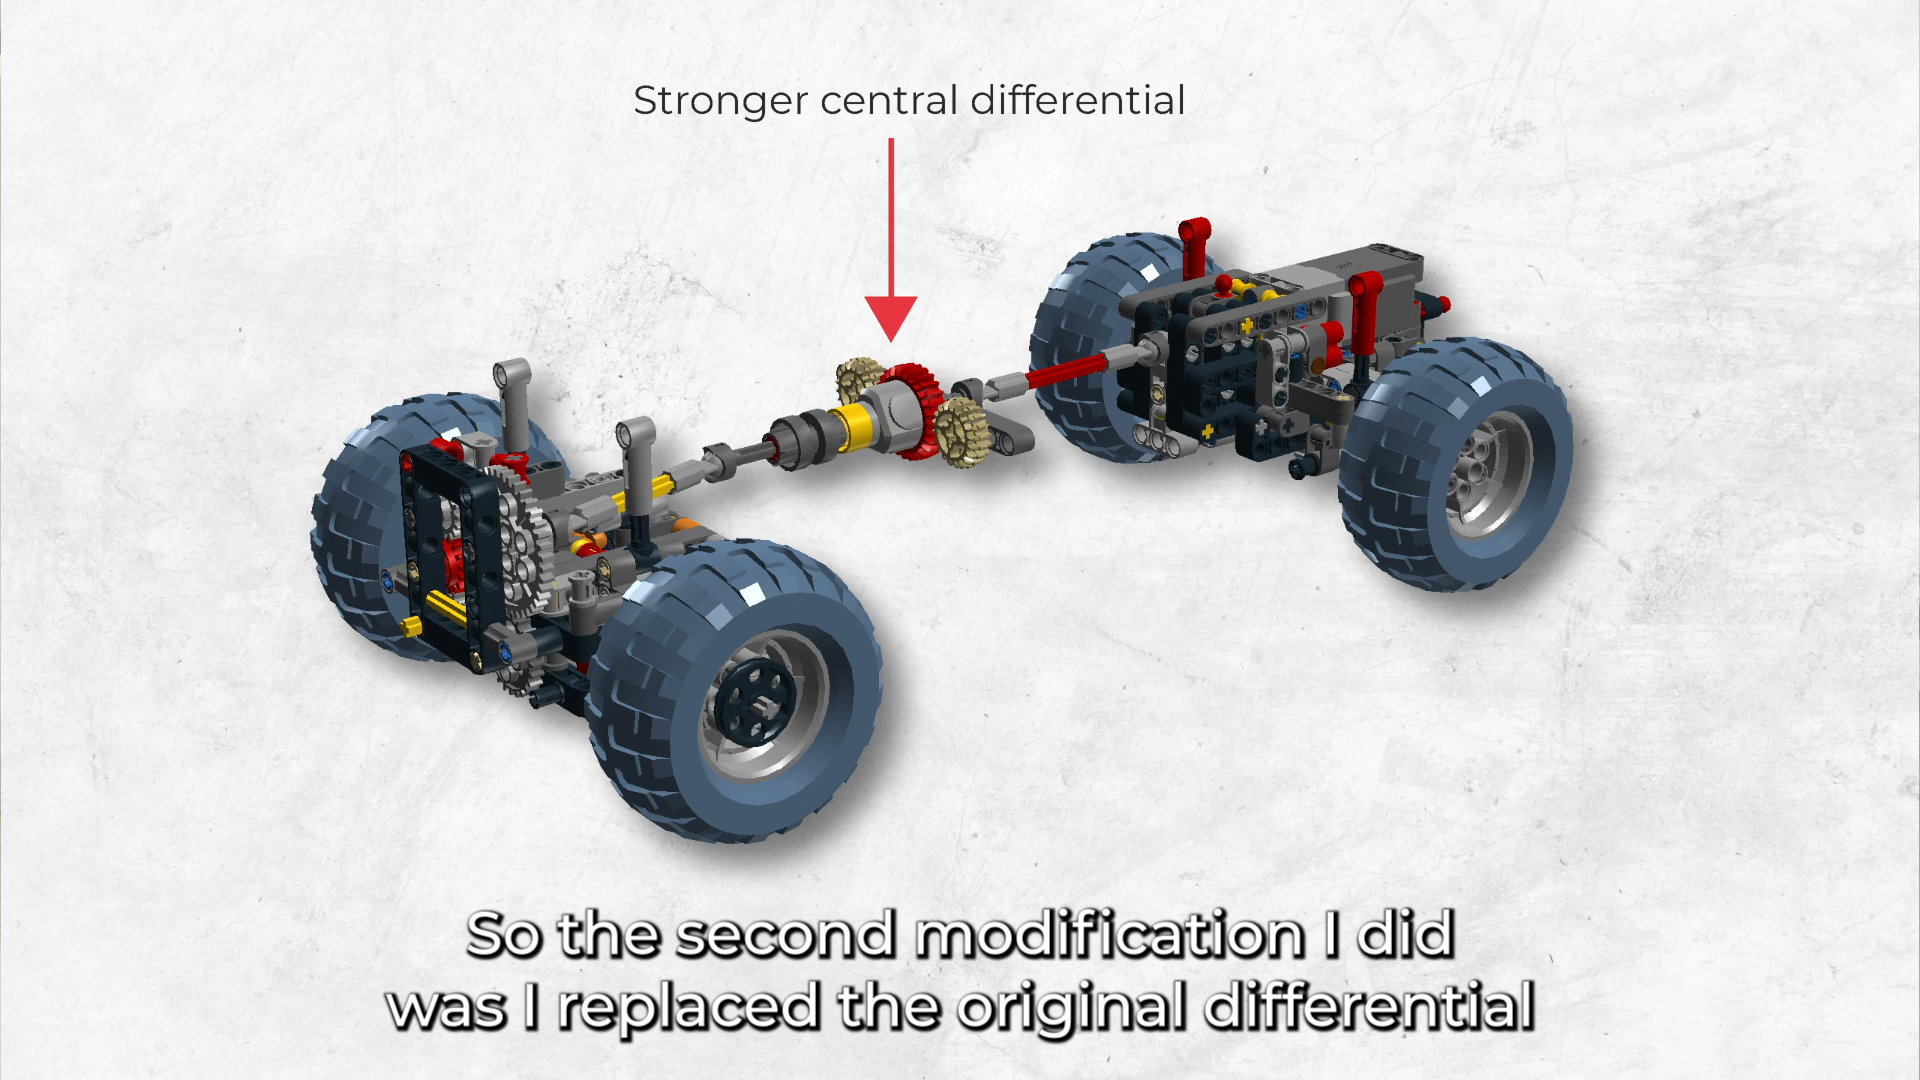 Stronger central differential
So the second modification I did
was I replaced the original differential